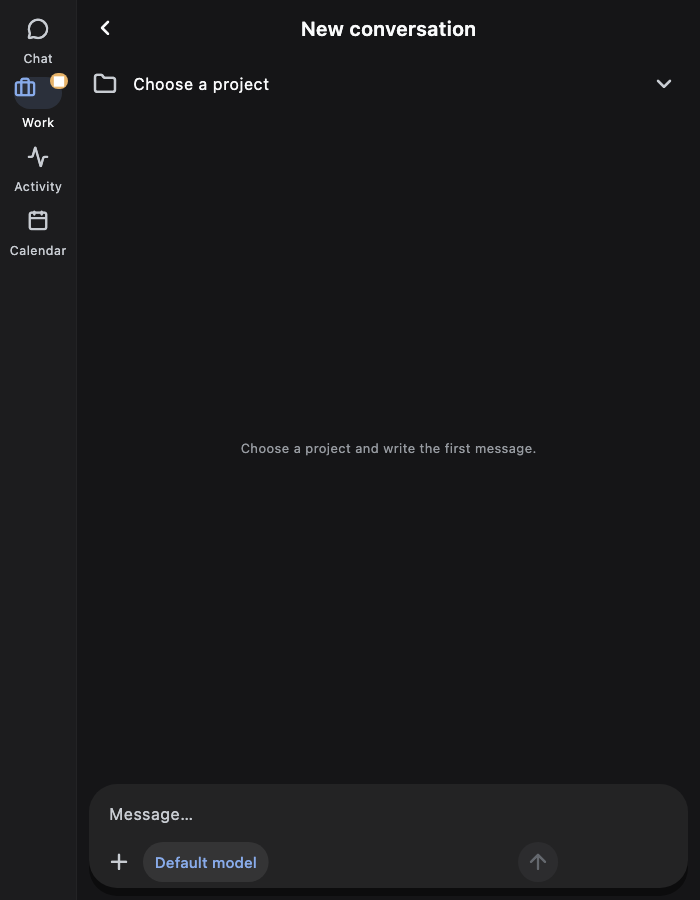 New conversation
Chat
Choose a project
Work
Activity
Calendar
Choose a project and write the first message.
Message...
Default model